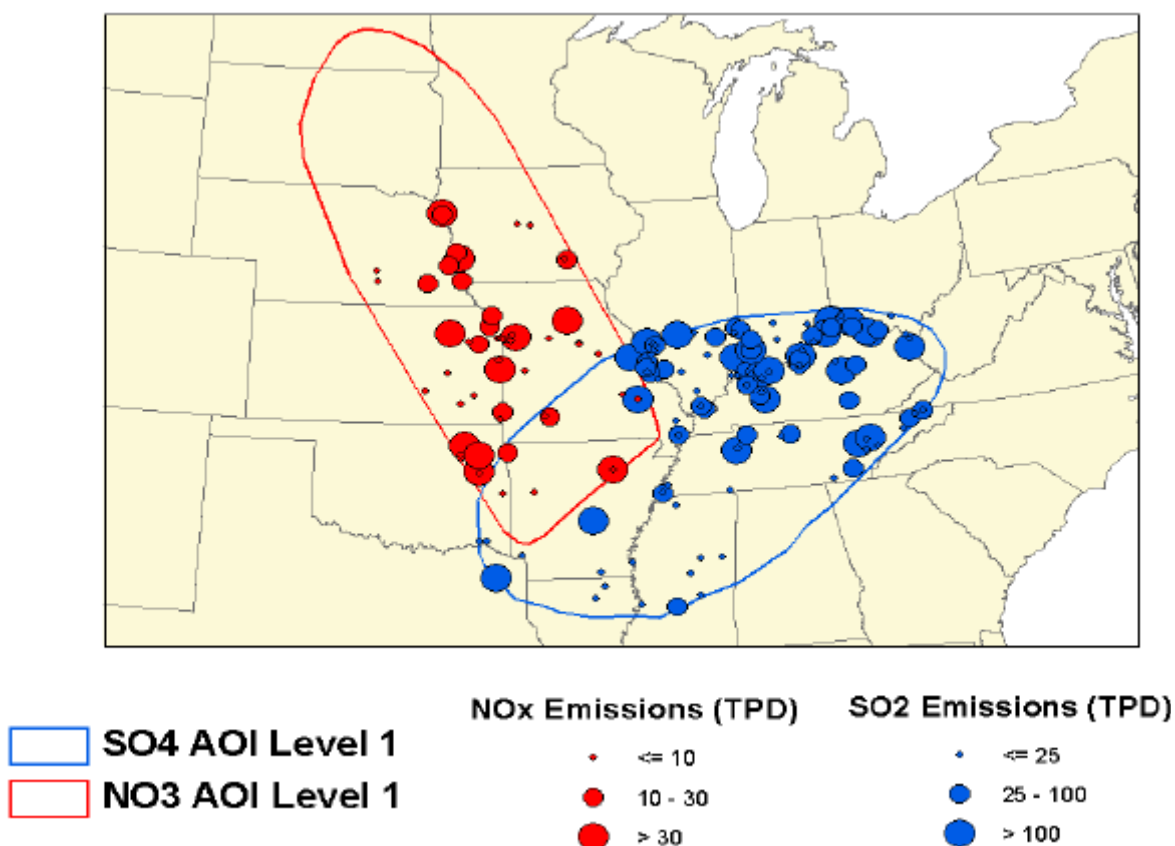 SO4 AOI Level 1
NO3 AOI Level 1
NOx Emissions (TPD)
<= 10
10 - 30
> 30
SO2 Emissions (TPD)
<= 25
25 - 100
> 100